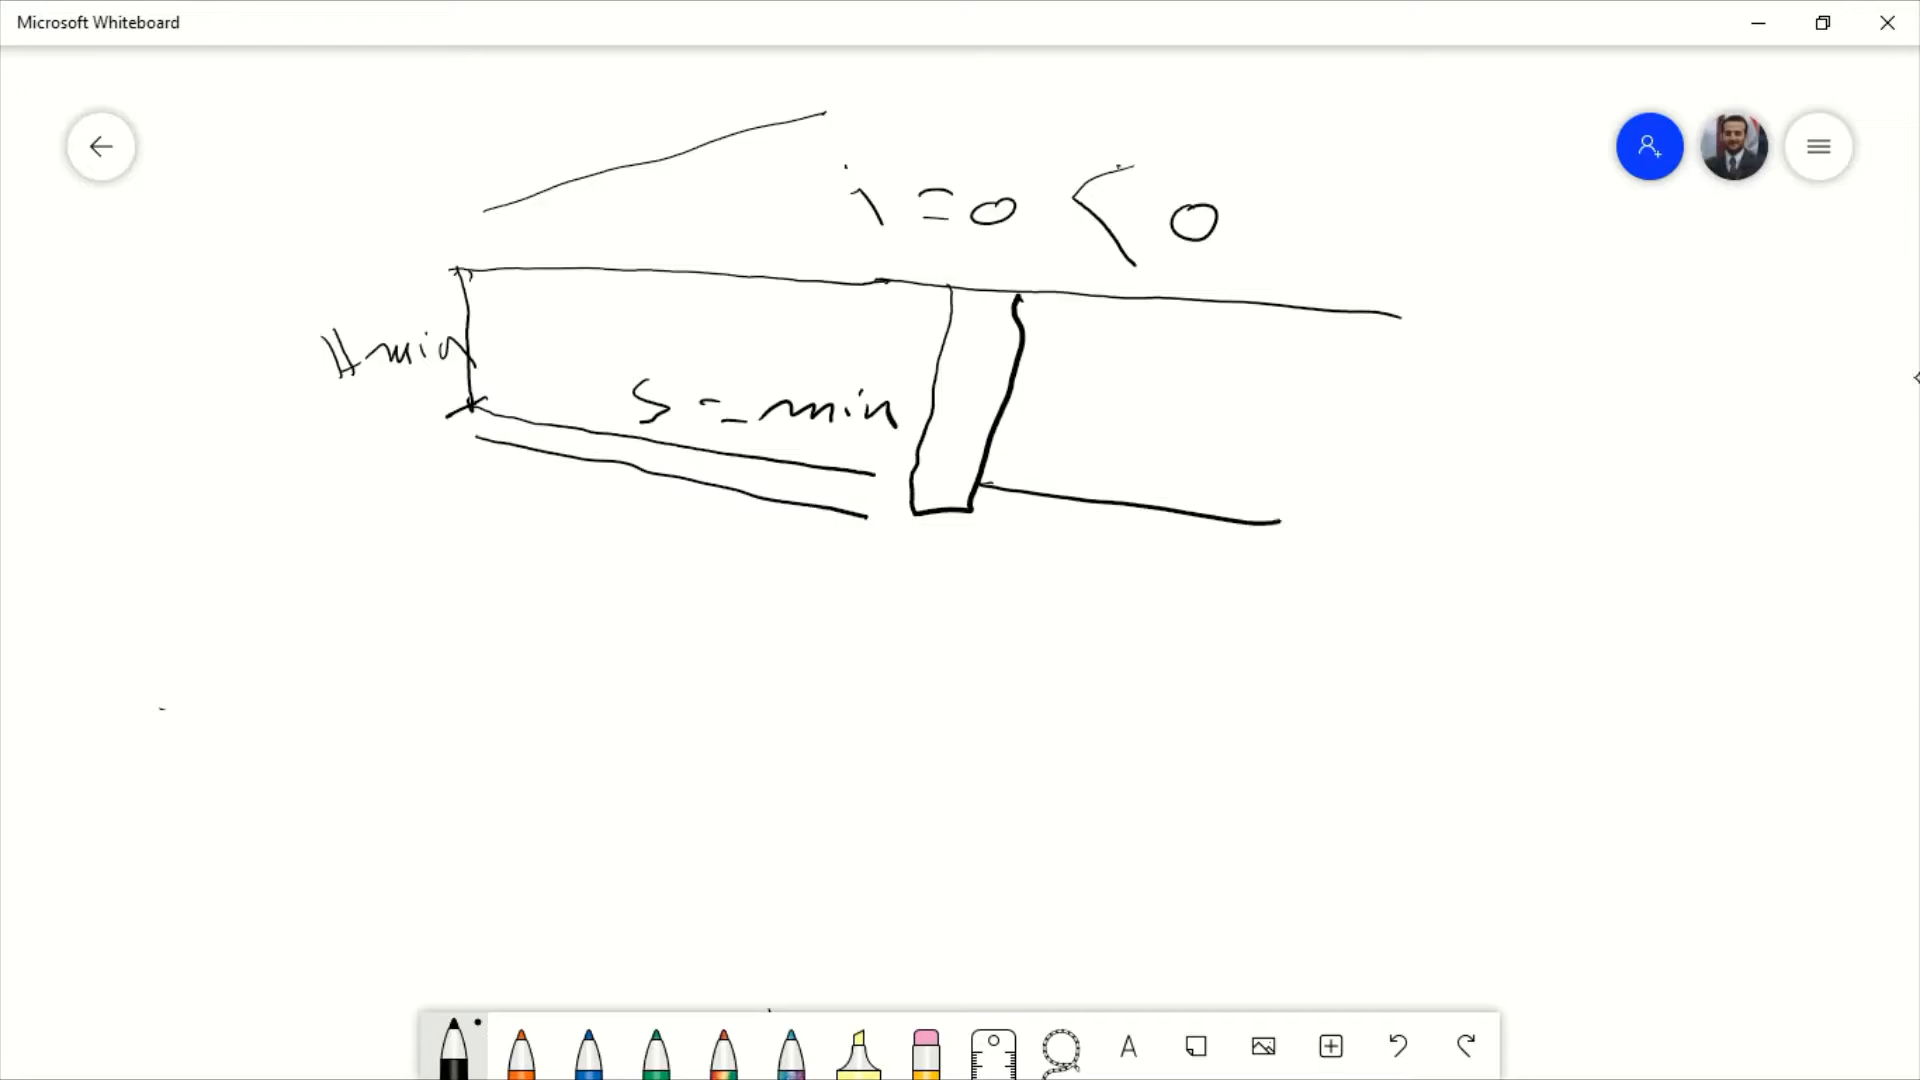 Microsoft Whiteboard
i = 0 < 0
Hmin
S = min